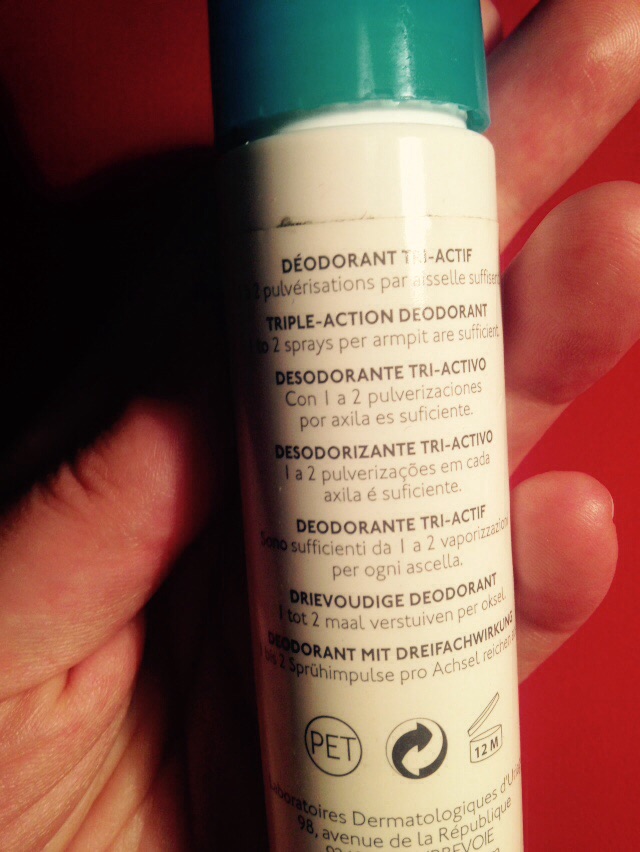 DÉODORANT TRI-ACTIF
2 pulvérisations par aisselle
TRIPLE-ACTION DEODORANT
to 2 sprays per armpit are sufficient.
DESODORANTE TRI-ACTIVO
Con 1 a 2 pulverizaciones
por axila es suficiente.
DESODORIZANTE TRI-ACTIVO
1 a 2 pulverizações em cada
axila é suficiente.
DEODORANTE TRI-ACTIF
Sono sufficienti da 1 a 2
per ogni ascella.
DRIEVOUDIGE DEODORANT
1 tot 2 maal verstuiven per oksel.
DEODORANT MIT DREIFACHWIRKUNG
2 Sprühimpulse pro Achsel
PET
12 M
Laboratoires Dermatologiques
98, avenue de la République